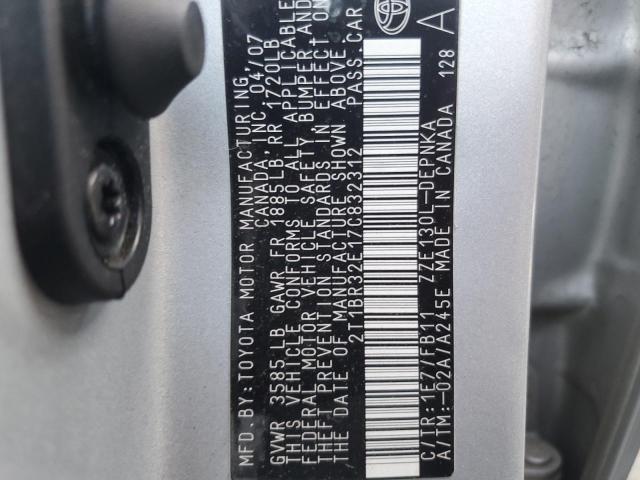 MFD.BY:TOYOTA MOTOR MANUFACTURING,
CANADA, INC 04/07
GVWR 3585LB GAWR FR 1885LB,RR 1720LB
THIS VEHICLE CONFORMS TO ALL APPLICABLE
FEDERAL MOTOR VEHICLE SAFETY BUMPER AND
THEFT PREVENTION STANDARDS IN EFFECT ON
THE DATE OF MANUFACTURE SHOWN ABOVE.
2T1BR32E17C832312 PASS.CAR
C/TR:1E7/FB11 ZZE130L-DEPNKA
A/TM:-02A/A245E MADE IN CANADA 128 A